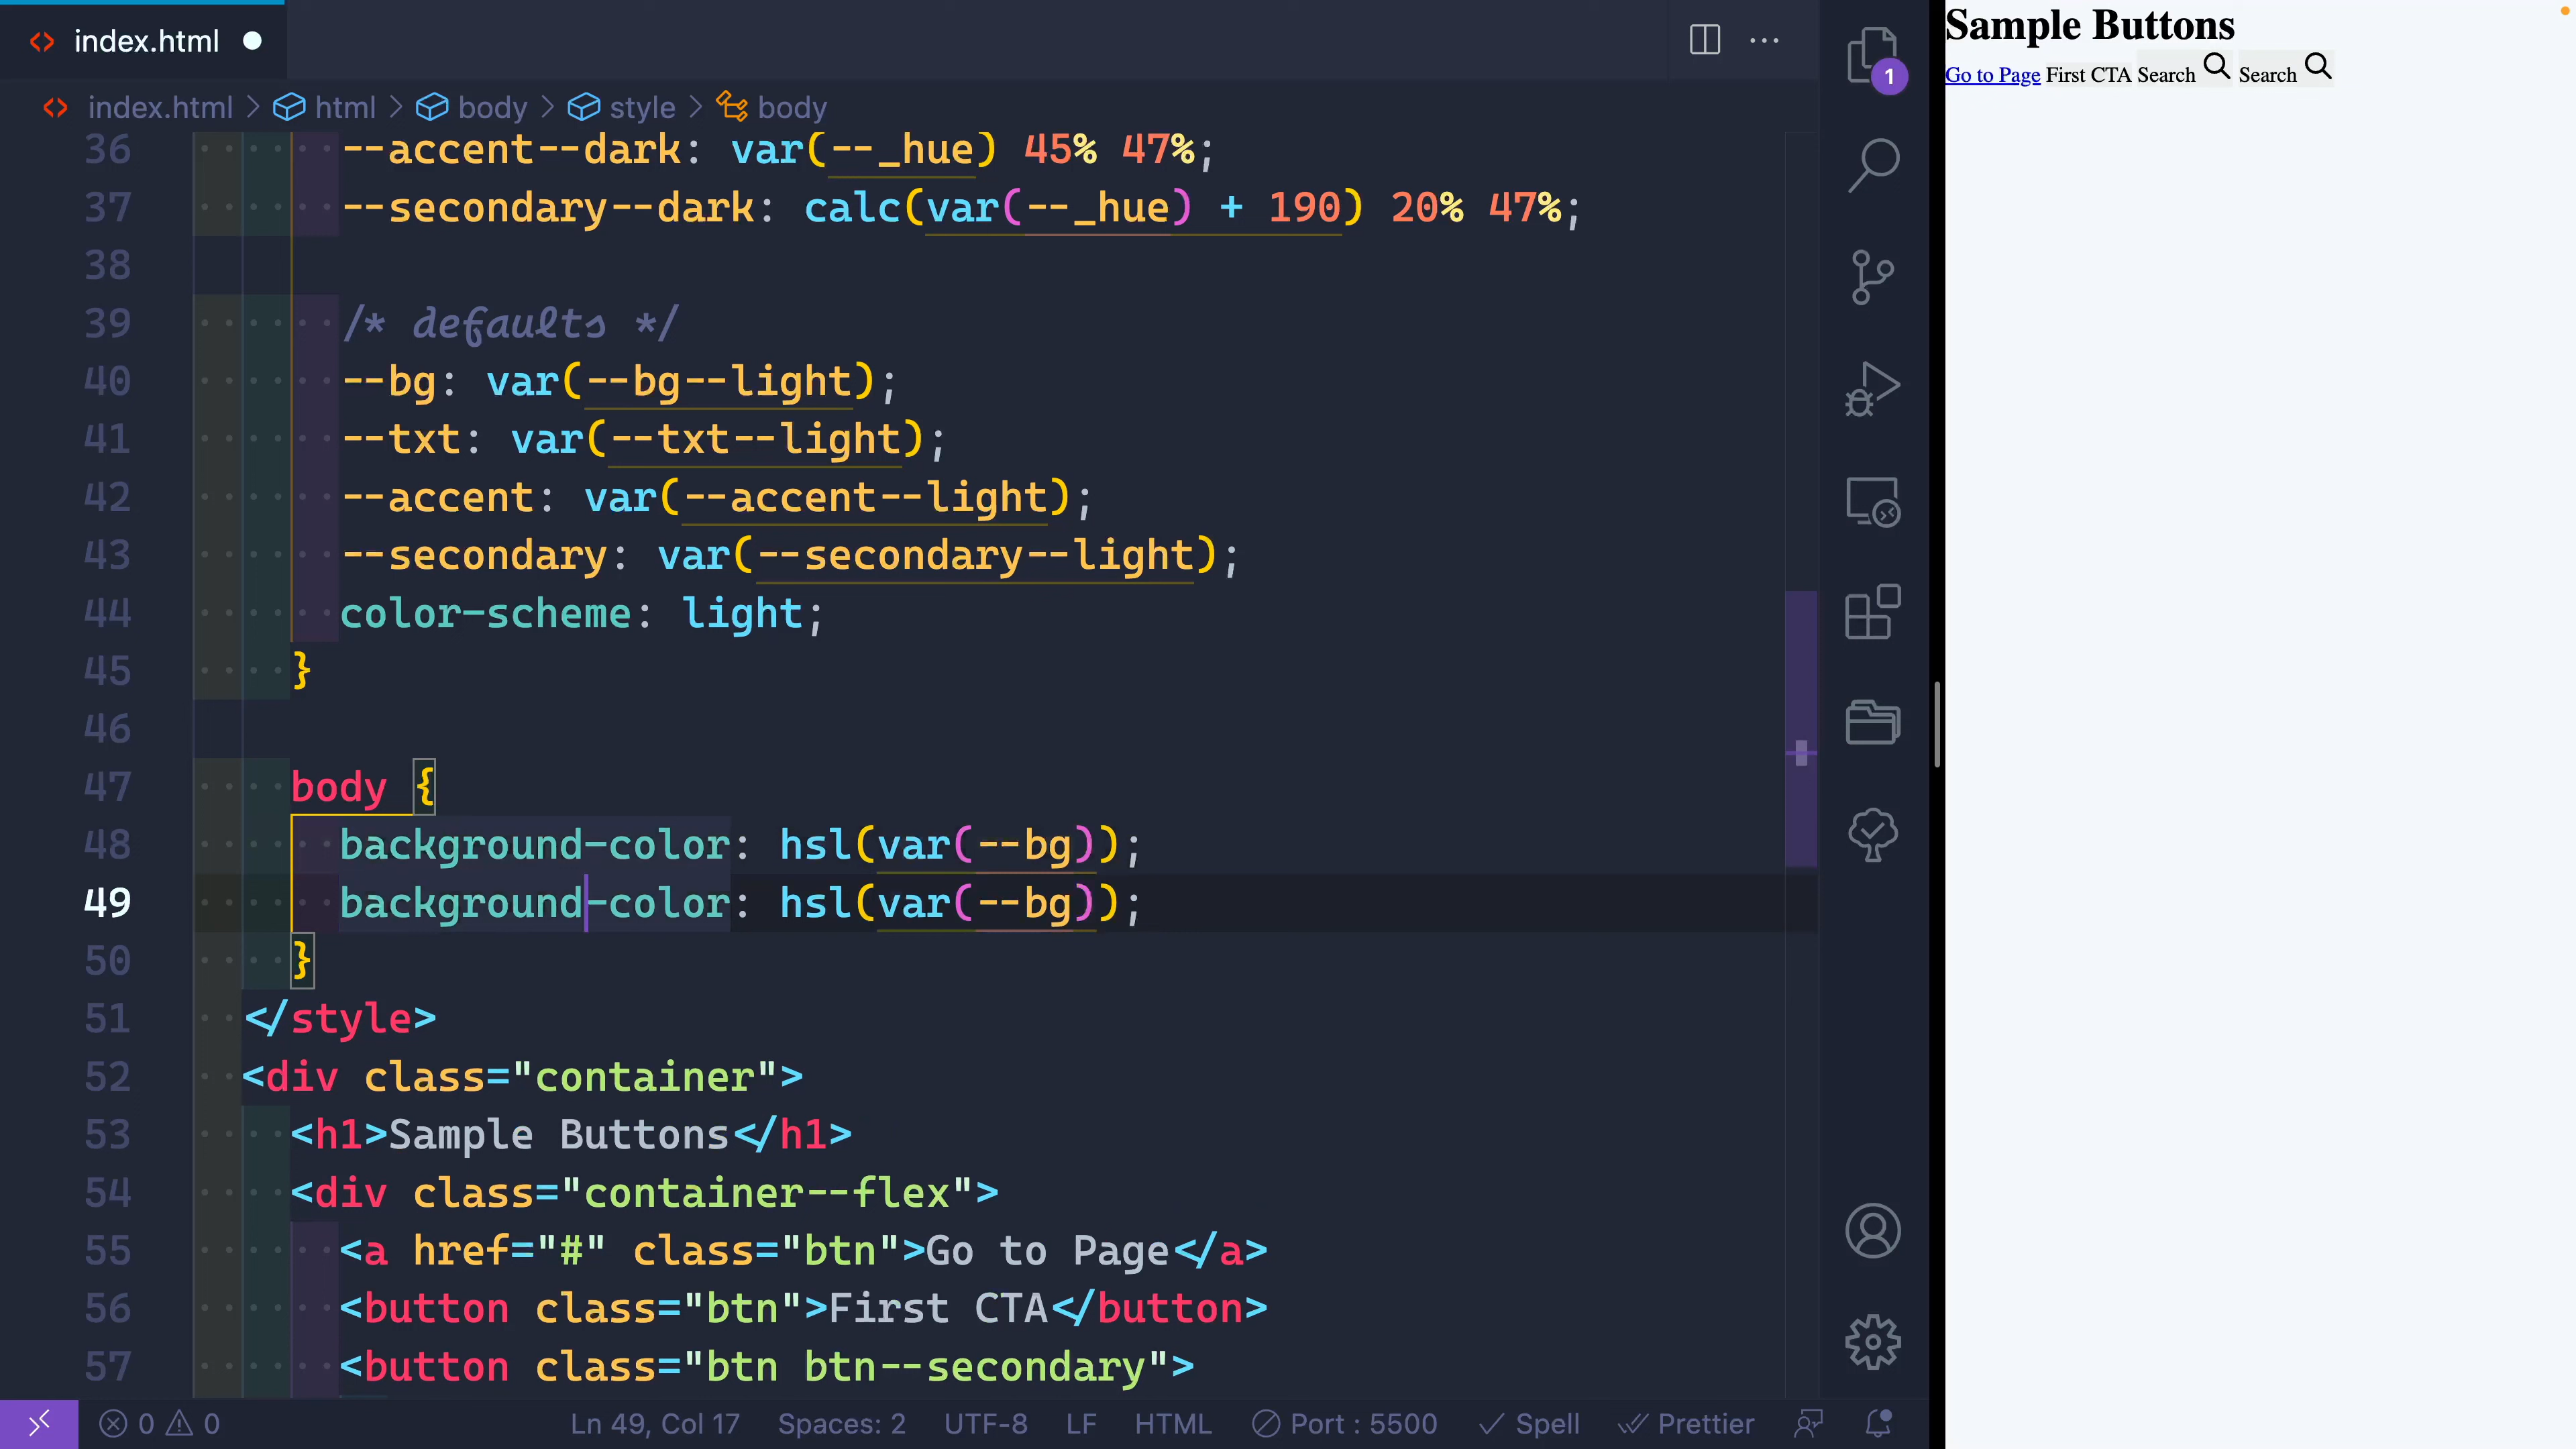 index.html
index.html > html > body > style > body
36 --accent--dark: var(--_hue) 45% 47%;
37 --secondary--dark: calc(var(--_hue) + 190) 20% 47%;
38
39 /* defaults */
40 --bg: var(--bg--light);
41 --txt: var(--txt--light);
42 --accent: var(--accent--light);
43 --secondary: var(--secondary--light);
44 color-scheme: light;
45 }
46
47 body {
48 background-color: hsl(var(--bg));
49 background-color: hsl(var(--bg));
50 }
51 </style>
52 <div class="container">
53 <h1>Sample Buttons</h1>
54 <div class="container--flex">
55 <a href="#" class="btn">Go to Page</a>
56 <button class="btn">First CTA</button>
57 <button class="btn btn--secondary">
0 0 Ln 49, Col 17 Spaces: 2 UTF-8 LF HTML Port : 5500 Spell Prettier
1
Sample Buttons
Go to Page First CTA Search Search